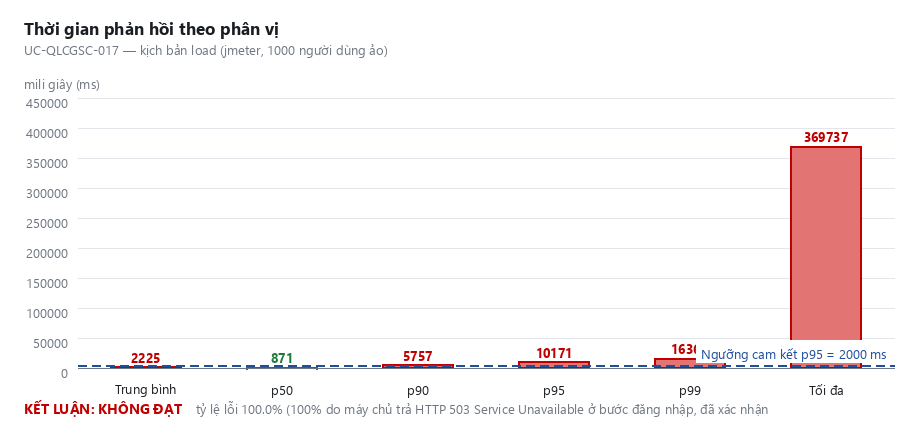 Thời gian phản hồi theo phân vị
UC-QLCGSC-017 — kịch bản load (jmeter, 1000 người dùng ảo)
mili giây (ms)
450000
400000
350000
300000
250000
200000
150000
100000
50000
0
2225
871
5757
10171
369737
Ngưỡng cam kết p95 = 2000 ms
Trung bình
p50
p90
p95
p99
Tối đa
KẾT LUẬN: KHÔNG ĐẠT tỷ lệ lỗi 100.0% (100% do máy chủ trả HTTP 503 Service Unavailable ở bước đăng nhập, đã xác nhận